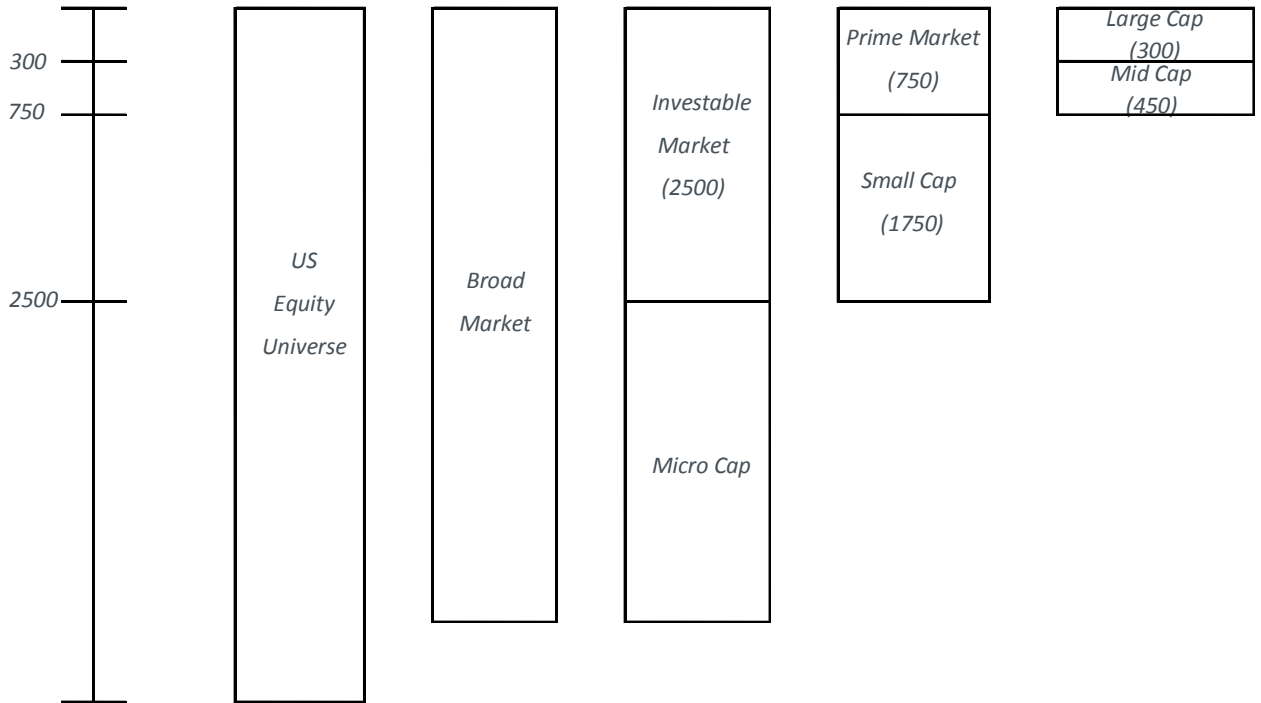 300
750
2500
US
Equity
Universe
Broad
Market
Investable
Market
(2500)
Micro Cap
Prime Market
(750)
Small Cap
(1750)
Large Cap
(300)
Mid Cap
(450)